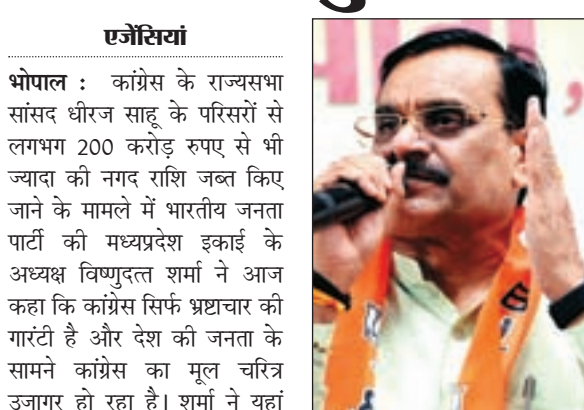 एजेंसियां
भोपाल : कांग्रेस के राज्यसभा
सांसद धीरज साहू के परिसरों से
लगभग 200 करोड़ रुपए से भी
ज्यादा की नगद राशि जब्त किए
जाने के मामले में भारतीय जनता
पार्टी की मध्यप्रदेश इकाई के
अध्यक्ष विष्णुदत्त शर्मा ने आज
कहा कि कांग्रेस सिर्फ भ्रष्टाचार की
गारंटी है और देश की जनता के
सामने कांग्रेस का मूल चरित्र
उजागर हो रहा है। शर्मा ने यहां